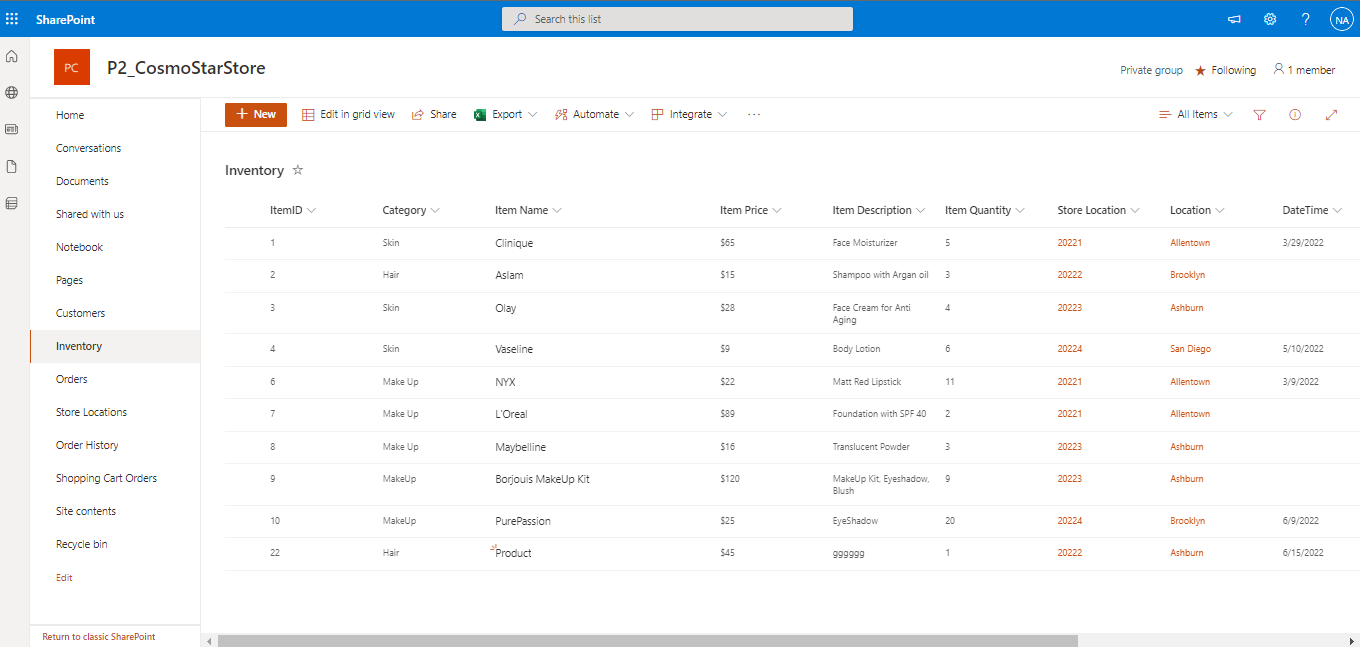 SharePoint
Search this list
NA
PC
P2_CosmoStarStore
Private group
Following
1 member
Home
Conversations
Documents
Shared with us
Notebook
Pages
Customers
Inventory
Orders
Store Locations
Order History
Shopping Cart Orders
Site contents
Recycle bin
Edit
Return to classic SharePoint
+ New Edit in grid view Share Export Automate Integrate ... All Items
Inventory
ItemID Category Item Name Item Price Item Description Item Quantity Store Location Location DateTime
1 Skin Clinique $65 Face Moisturizer 5 20221 Allentown 3/29/2022
2 Hair Aslam $15 Shampoo with Argan oil 3 20222 Brooklyn
3 Skin Olay $28 Face Cream for Anti 4 20223 Ashburn
Aging
4 Skin Vaseline $9 Body Lotion 6 20224 San Diego 5/10/2022
6 Make Up NYX $22 Matt Red Lipstick 11 20221 Allentown 3/9/2022
7 Make Up L'Oreal $89 Foundation with SPF 40 2 20221 Allentown
8 Make Up Maybelline $16 Translucent Powder 3 20223 Ashburn
9 MakeUp Borjouis MakeUp Kit $120 MakeUp Kit, Eyeshadow, 9 20223 Ashburn
Blush
10 MakeUp PurePassion $25 EyeShadow 20 20224 Brooklyn 6/9/2022
22 Hair Product $45 gggggg 1 20222 Ashburn 6/15/2022